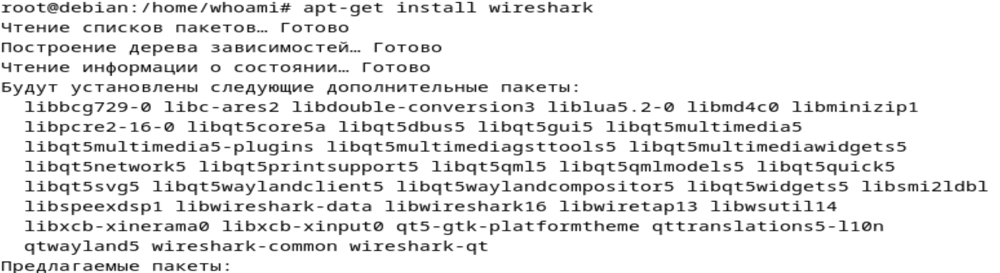 root@debian:/home/whoami# apt-get install wireshark
Чтение списков пакетов… Готово
Построение дерева зависимостей… Готово
Чтение информации о состоянии… Готово
Будут установлены следующие дополнительные пакеты:
  libbcg729-0 libc-ares2 libdouble-conversion3 liblua5.2-0 libmd4c0 libminizip1
  libpcre2-16-0 libqt5core5a libqt5dbus5 libqt5gui5 libqt5multimedia5
  libqt5multimedia5-plugins libqt5multimediagsttools5 libqt5multimediawidgets5
  libqt5network5 libqt5printsupport5 libqt5qml5 libqt5qmlmodels5 libqt5quick5
  libqt5svg5 libqt5waylandclient5 libqt5waylandcompositor5 libqt5widgets5 libsmi2ldbl
  libspeexdsp1 libwireshark-data libwireshark16 libwiretap13 libwsutil14
  libxcb-xinerama0 libxcb-xinput0 qt5-gtk-platformtheme qttranslations5-l10n
  qtwayland5 wireshark-common wireshark-qt
Предлагаемые пакеты: